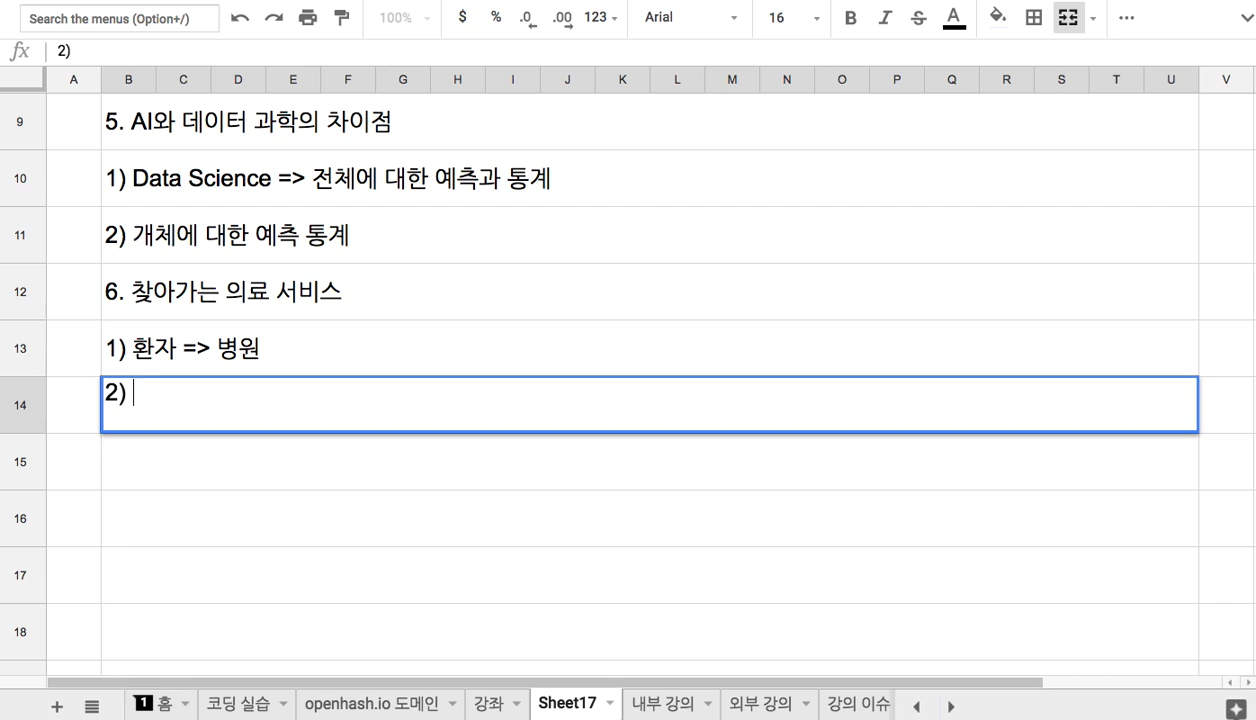 Search the menus (Option+/)
100%
$ % .0 .00 123
Arial
16
B I S A
fx 2)
A B C D E F G H I J K L M N O P Q R S T U V
9 5. AI와 데이터 과학의 차이점
10 1) Data Science => 전체에 대한 예측과 통계
11 2) 개체에 대한 예측 통계
12 6. 찾아가는 의료 서비스
13 1) 환자 => 병원
14 2)
15
16
17
18
1 홈 코딩 실습 openhash.io 도메인 강좌 Sheet17 내부 강의 외부 강의 강의 이슈